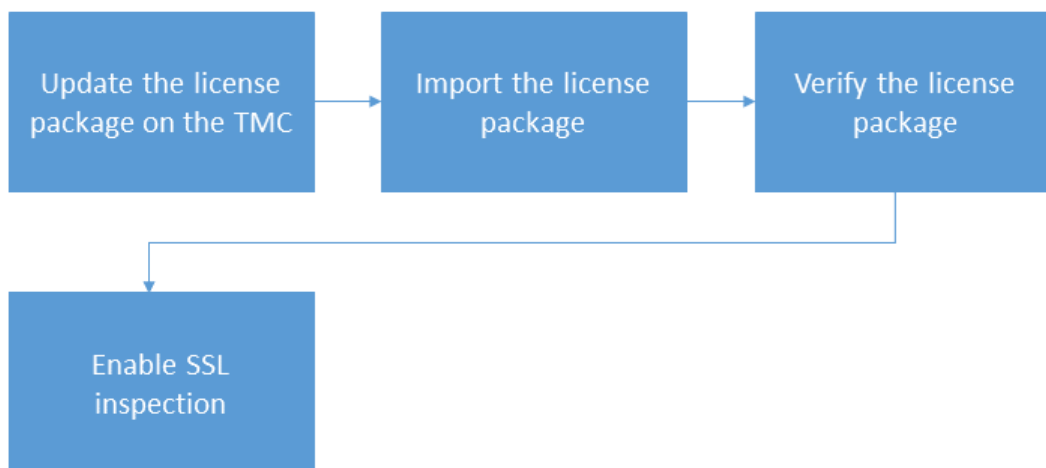 Update the license
package on the TMC
Import the license
package
Verify the license
package
Enable SSL
inspection